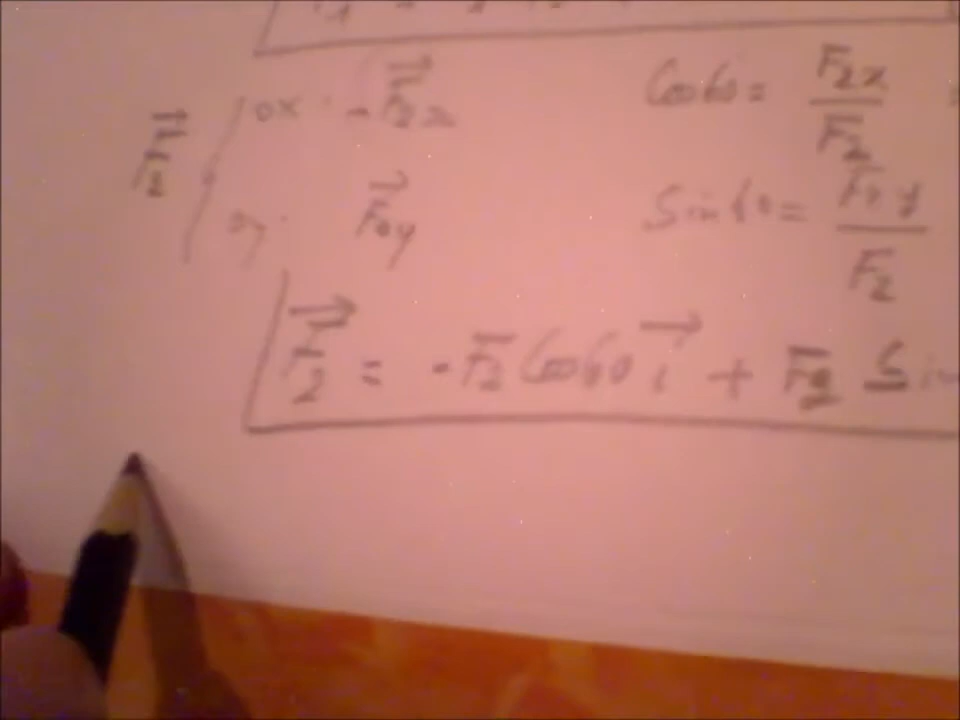 ox: -F₂x⃗ Cos60 = F₂x / F₂
F₂⃗
oy: F₂y⃗ Sin60 = F₂y / F₂
F₂⃗ = -F₂ Cos60 i⃗ + F₂ Sin